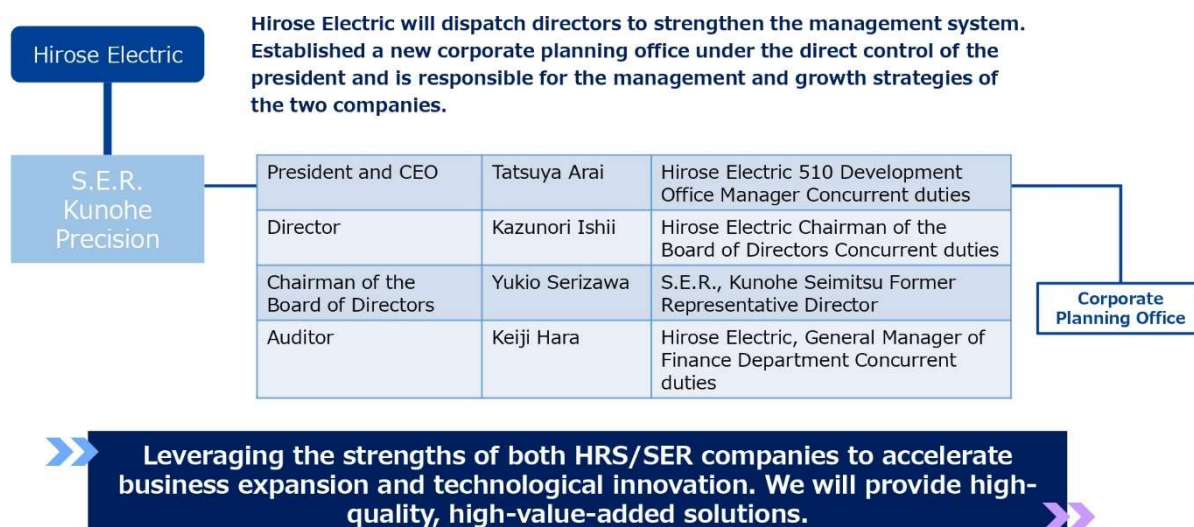 Hirose Electric will dispatch directors to strengthen the management system.
Established a new corporate planning office under the direct control of the
president and is responsible for the management and growth strategies of
the two companies.
Hirose Electric
S.E.R.
Kunohe
Precision
President and CEO
Tatsuya Arai
Hirose Electric 510 Development
Office Manager Concurrent duties
Director
Kazunori Ishii
Hirose Electric Chairman of the
Board of Directors Concurrent duties
Chairman of the
Board of Directors
Yukio Serizawa
S.E.R., Kunohe Seimitsu Former
Representative Director
Auditor
Keiji Hara
Hirose Electric, General Manager of
Finance Department Concurrent
duties
Corporate
Planning Office
Leveraging the strengths of both HRS/SER companies to accelerate
business expansion and technological innovation. We will provide high-
quality, high-value-added solutions.